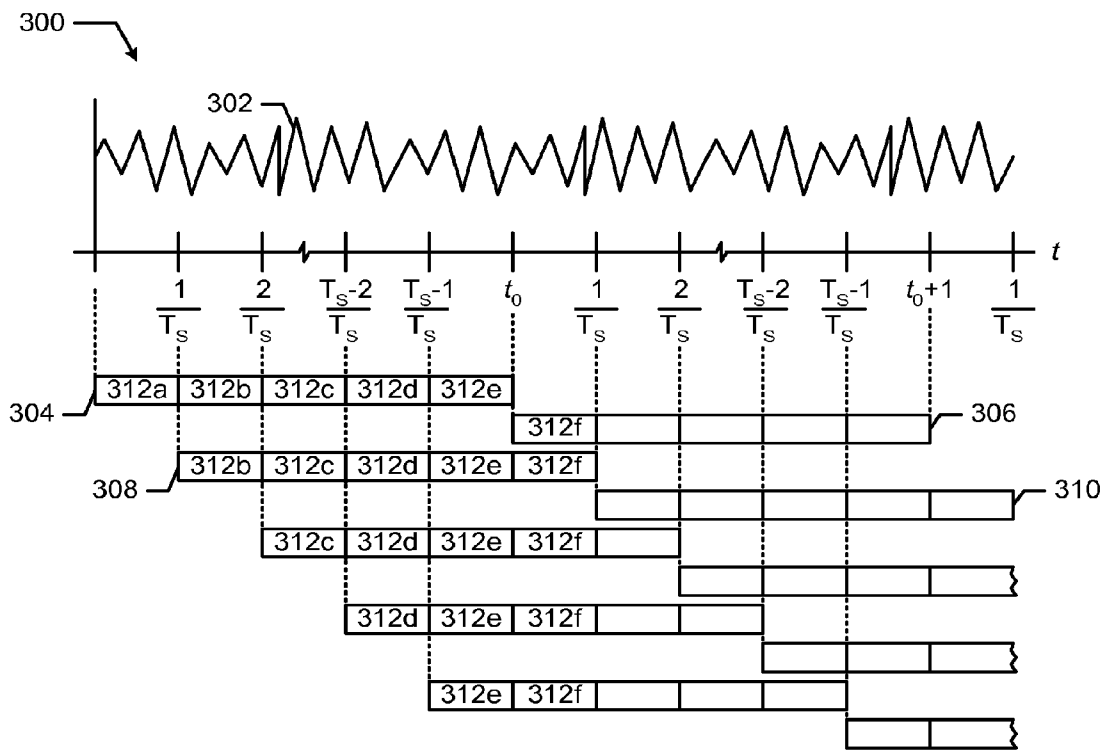 300
302
t
1 2 T_S-2 T_S-1 t_0 1 2 T_S-2 T_S-1 t_0+1 1
T_S T_S T_S T_S T_S T_S T_S T_S T_S
304 312a 312b 312c 312d 312e
312f 306
308 312b 312c 312d 312e 312f
310
312c 312d 312e 312f
312d 312e 312f
312e 312f